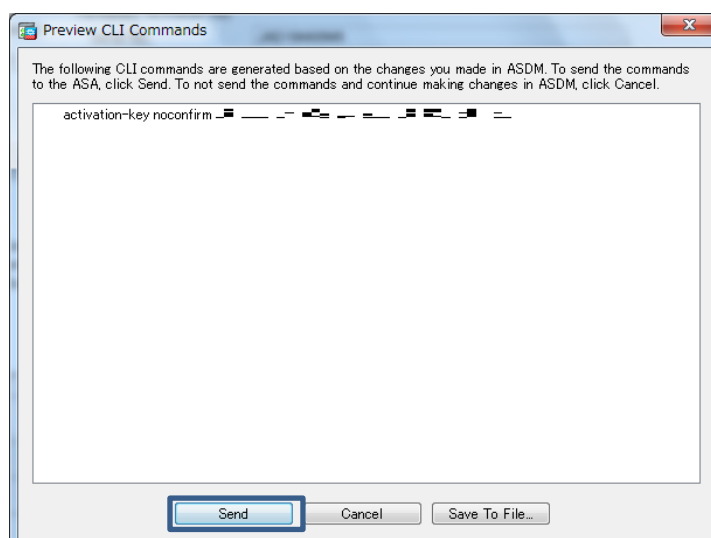 Preview CLI Commands
The following CLI commands are generated based on the changes you made in ASDM. To send the commands
to the ASA, click Send. To not send the commands and continue making changes in ASDM, click Cancel.
activation-key noconfirm
Send
Cancel
Save To File...